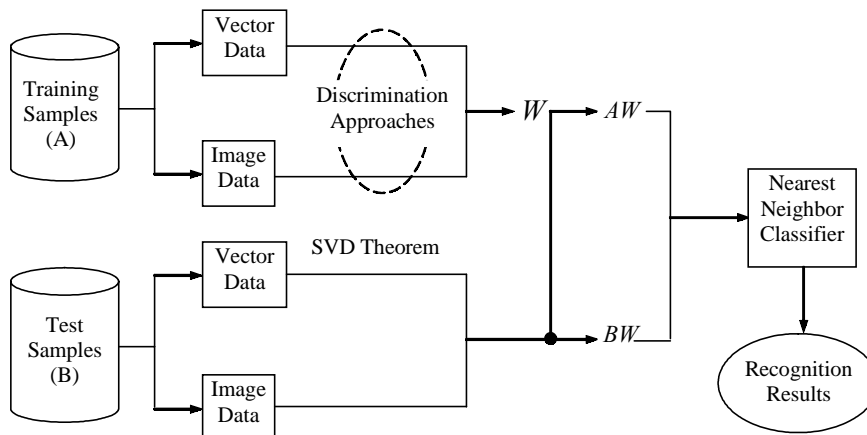 Training
Samples
(A)
Vector
Data
Image
Data
Discrimination
Approaches
W
AW
BW
Nearest
Neighbor
Classifier
Test
Samples
(B)
Vector
Data
SVD Theorem
Image
Data
Recognition
Results